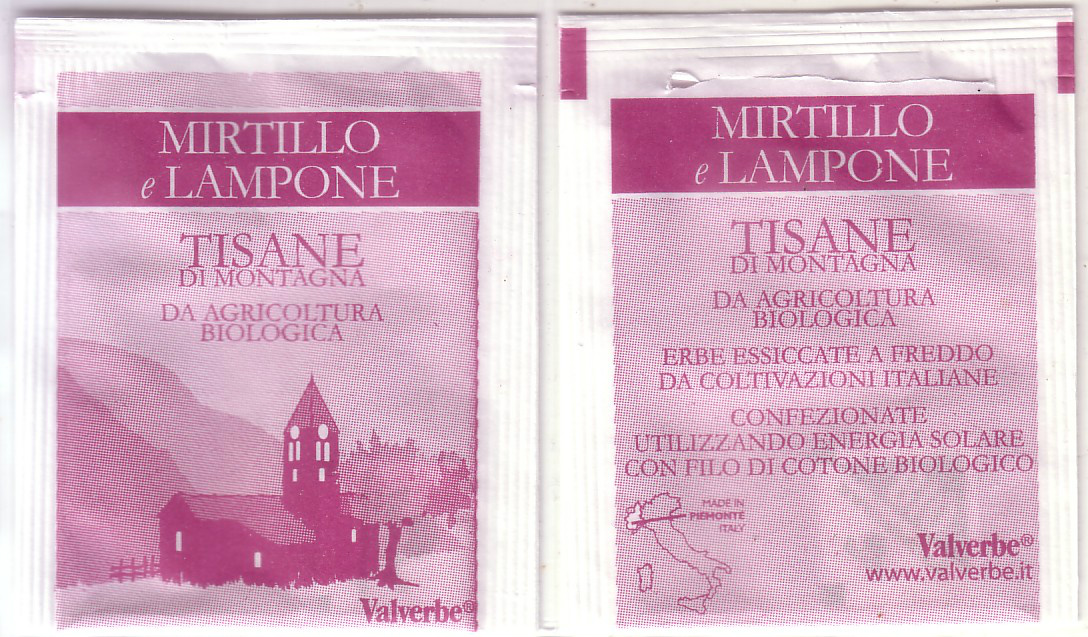 MIRTILLO
e LAMPONE
TISANE
DI MONTAGNA
DA AGRICOLTURA
BIOLOGICA
Valverbe®
MIRTILLO
e LAMPONE
TISANE
DI MONTAGNA
DA AGRICOLTURA
BIOLOGICA
ERBE ESSICCATE A FREDDO
DA COLTIVAZIONI ITALIANE
CONFEZIONATE
UTILIZZANDO ENERGIA SOLARE
CON FILO DI COTONE BIOLOGICO
MADE IN
PIEMONTE
ITALY
Valverbe®
www.valverbe.it